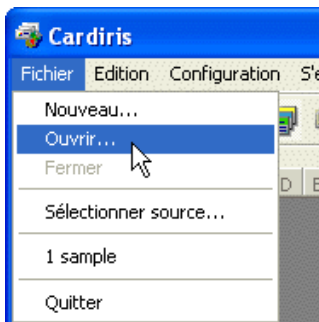 Cardiris
Fichier Edition Configuration S'e
Nouveau...
Ouvrir...
Fermer
D E
Sélectionner source...
1 sample
Quitter